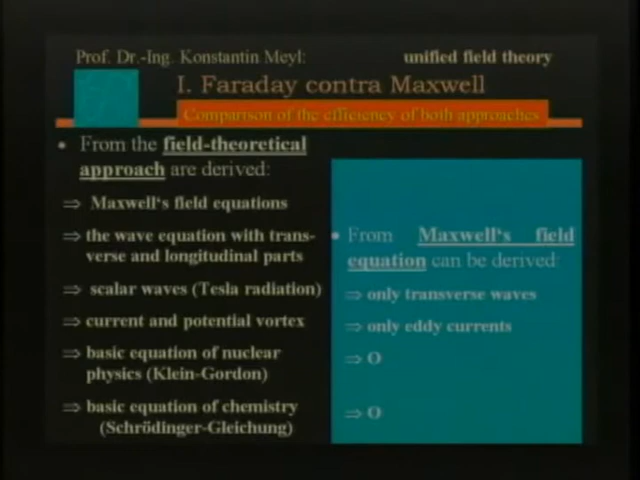 Prof. Dr.-Ing. Konstantin Meyl: unified field theory
I. Faraday contra Maxwell
Comparison of the efficiency of both approaches
• From the field-theoretical
approach are derived:
⇒ Maxwell's field equations
⇒ the wave equation with trans-
verse and longitudinal parts
⇒ scalar waves (Tesla radiation)
⇒ current and potential vortex
⇒ basic equation of nuclear
physics (Klein-Gordon)
⇒ basic equation of chemistry
(Schrödinger-Gleichung)
• From Maxwell's field
equation can be derived:
⇒ only transverse waves
⇒ only eddy currents
⇒ O
⇒ O